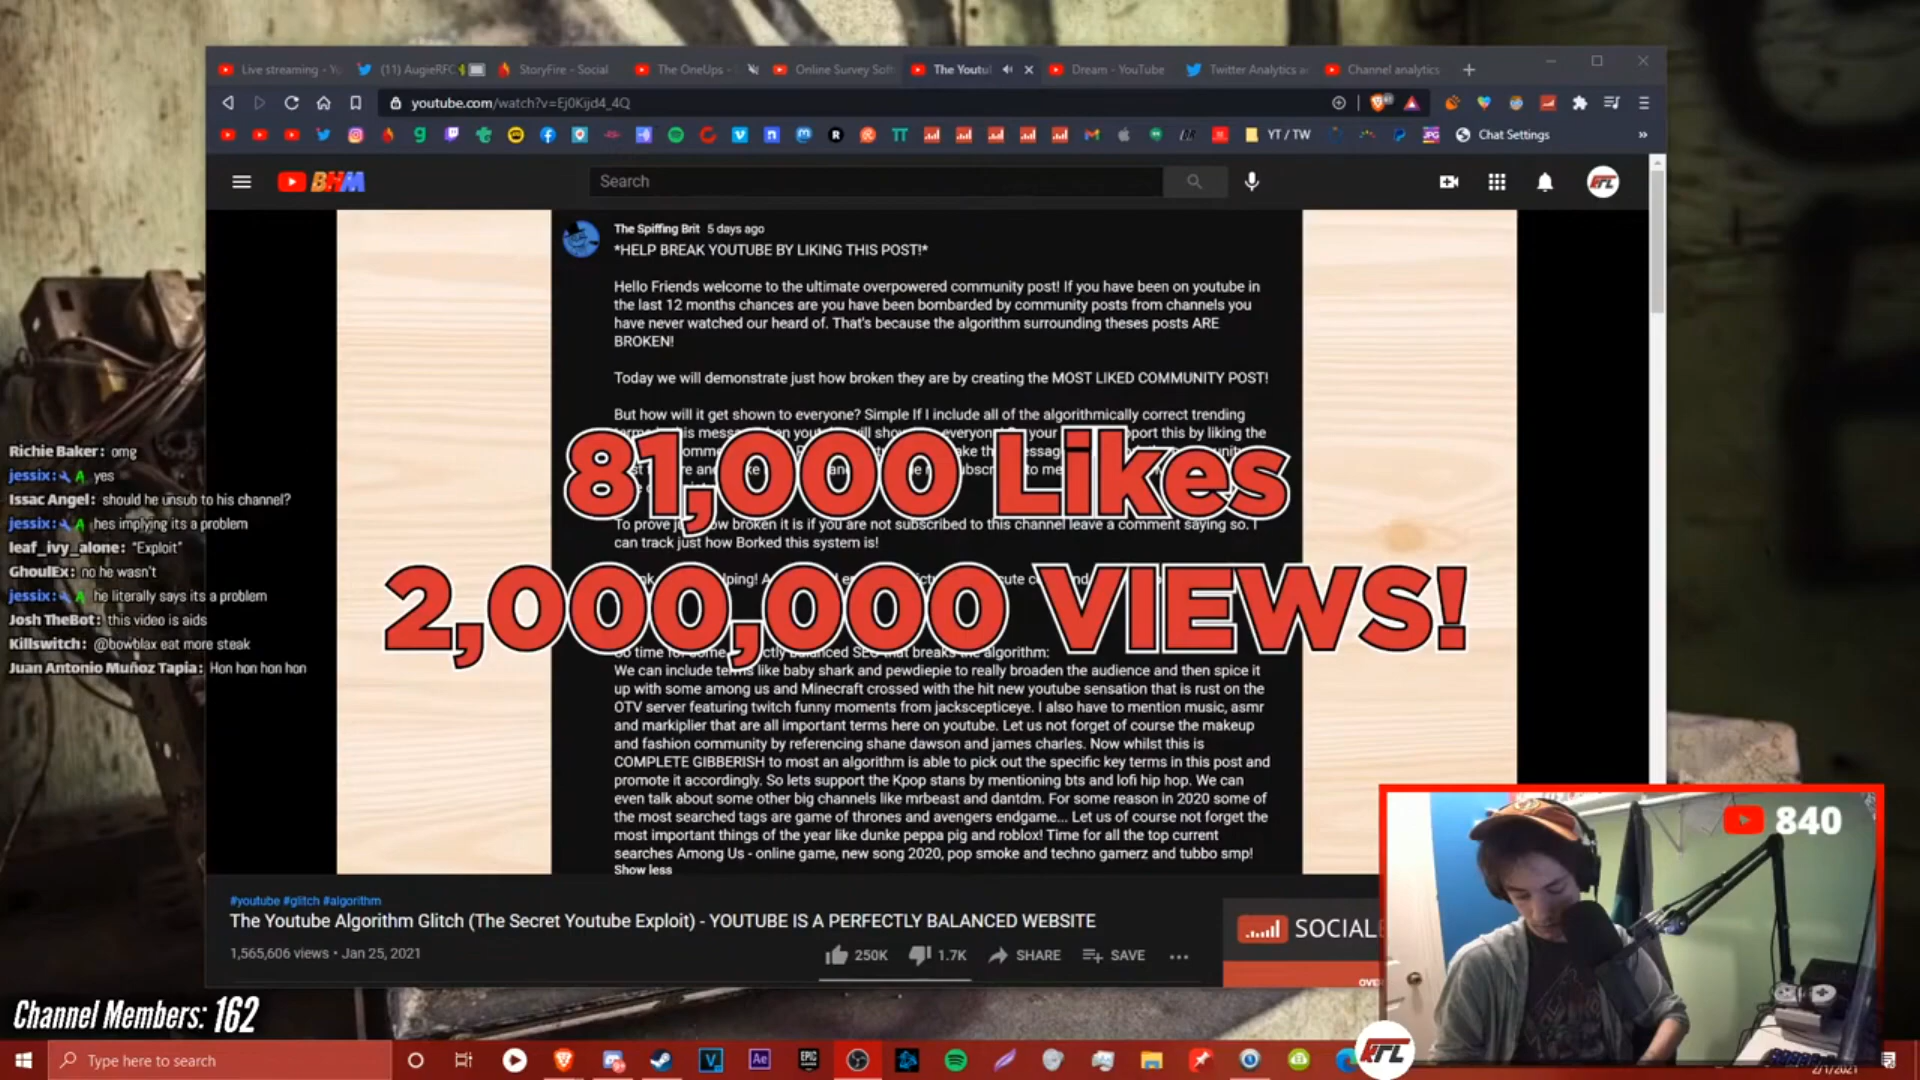 Live streaming - Y
(11) AugieRFC
StoryFire - Social
The OneUps -
Online Survey Soft
The Youtu
Dream - YouTube
Twitter Analytics
Channel analytics
youtube.com/watch?v=Ej0Kijd4_4Q
YT / TW
Chat Settings
BHM
Search
RFC
The Spiffing Brit 5 days ago
*HELP BREAK YOUTUBE BY LIKING THIS POST!*
Hello Friends welcome to the ultimate overpowered community post! If you have been on youtube in
the last 12 months chances are you have been bombarded by community posts from channels you
have never watched our heard of. That's because the algorithm surrounding theses posts ARE
BROKEN!
Today we will demonstrate just how broken they are by creating the MOST LIKED COMMUNITY POST!
But how will it get shown to everyone? Simple If I include all of the algorithmically correct trending
81,000 Likes
To prove just how broken it is if you are not subscribed to this channel leave a comment saying so. I
can track just how Borked this system is!
2,000,000 VIEWS!
We can include terms like baby shark and pewdiepie to really broaden the audience and then spice it
up with some among us and Minecraft crossed with the hit new youtube sensation that is rust on the
OTV server featuring twitch funny moments from jackscepticeye. I also have to mention music, asmr
and markiplier that are all important terms here on youtube. Let us not forget of course the makeup
and fashion community by referencing shane dawson and james charles. Now whilst this is
COMPLETE GIBBERISH to most an algorithm is able to pick out the specific key terms in this post and
promote it accordingly. So lets support the Kpop stans by mentioning bts and lofi hip hop. We can
even talk about some other big channels like mrbeast and dantdm. For some reason in 2020 some of
the most searched tags are game of thrones and avengers endgame... Let us of course not forget the
most important things of the year like dunke peppa pig and roblox! Time for all the top current
searches Among Us - online game, new song 2020, pop smoke and techno gamerz and tubbo smp!
Show less
Richie Baker: omg
jessix: yes
Issac Angel: should he unsub to his channel?
jessix: hes implying its a problem
leaf_ivy_alone: "Exploit"
GhoulEx: no he wasn't
jessix: he literally says its a problem
Josh TheBot: this video is aids
Killswitch: @bowblax eat more steak
Juan Antonio Muñoz Tapia: Hon hon hon hon
#youtube #glitch #algorithm
The Youtube Algorithm Glitch (The Secret Youtube Exploit) - YOUTUBE IS A PERFECTLY BALANCED WEBSITE
1,565,606 views • Jan 25, 2021
250K
1.7K
SHARE
SAVE
SOCIAL
840
Channel Members: 162
Type here to search
RFC
2/1/2021